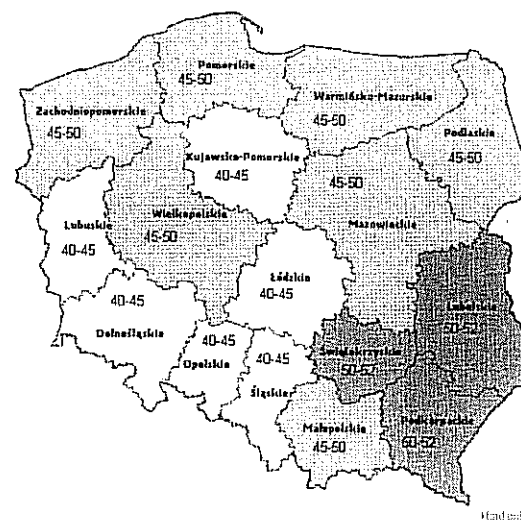 Pomorskie
45-50
Warmińsko-Mazurskie
45-50
Zachodniopomorskie
45-50
Podlaskie
45-50
Kujawsko-Pomorskie
40-45
45-50
Mazowieckie
Lubuskie
40-45
Wielkopolskie
45-50
Łódzkie
40-45
40-45
Dolnośląskie
Lubelskie
50-52
40-45
Opolskie
40-45
Śląskie
Świętokrzyskie
50-52
Małopolskie
45-50
Podkarpackie
50-52